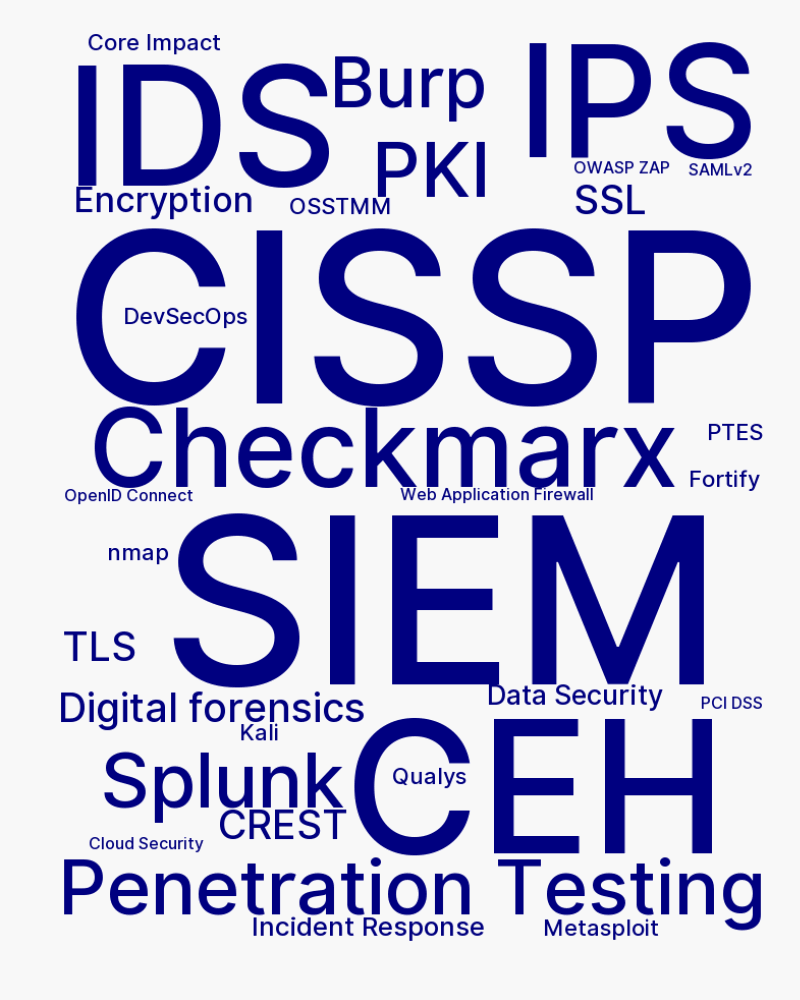 Core Impact
IDS
Burp
IPS
PKI
OWASP ZAP
SAMLv2
Encryption
OSSTMM
SSL
CISSP
DevSecOps
Checkmarx
PTES
Fortify
OpenID Connect
Web Application Firewall
SIEM
nmap
TLS
Data Security
PCI DSS
Digital forensics
Kali
CEH
Splunk
Qualys
CREST
Cloud Security
Penetration Testing
Incident Response
Metasploit